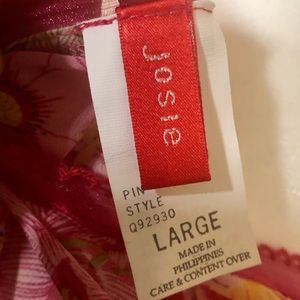 josie
PIN
STYLE
Q92930
LARGE
MADE IN
PHILIPPINES
CARE & CONTENT OVER